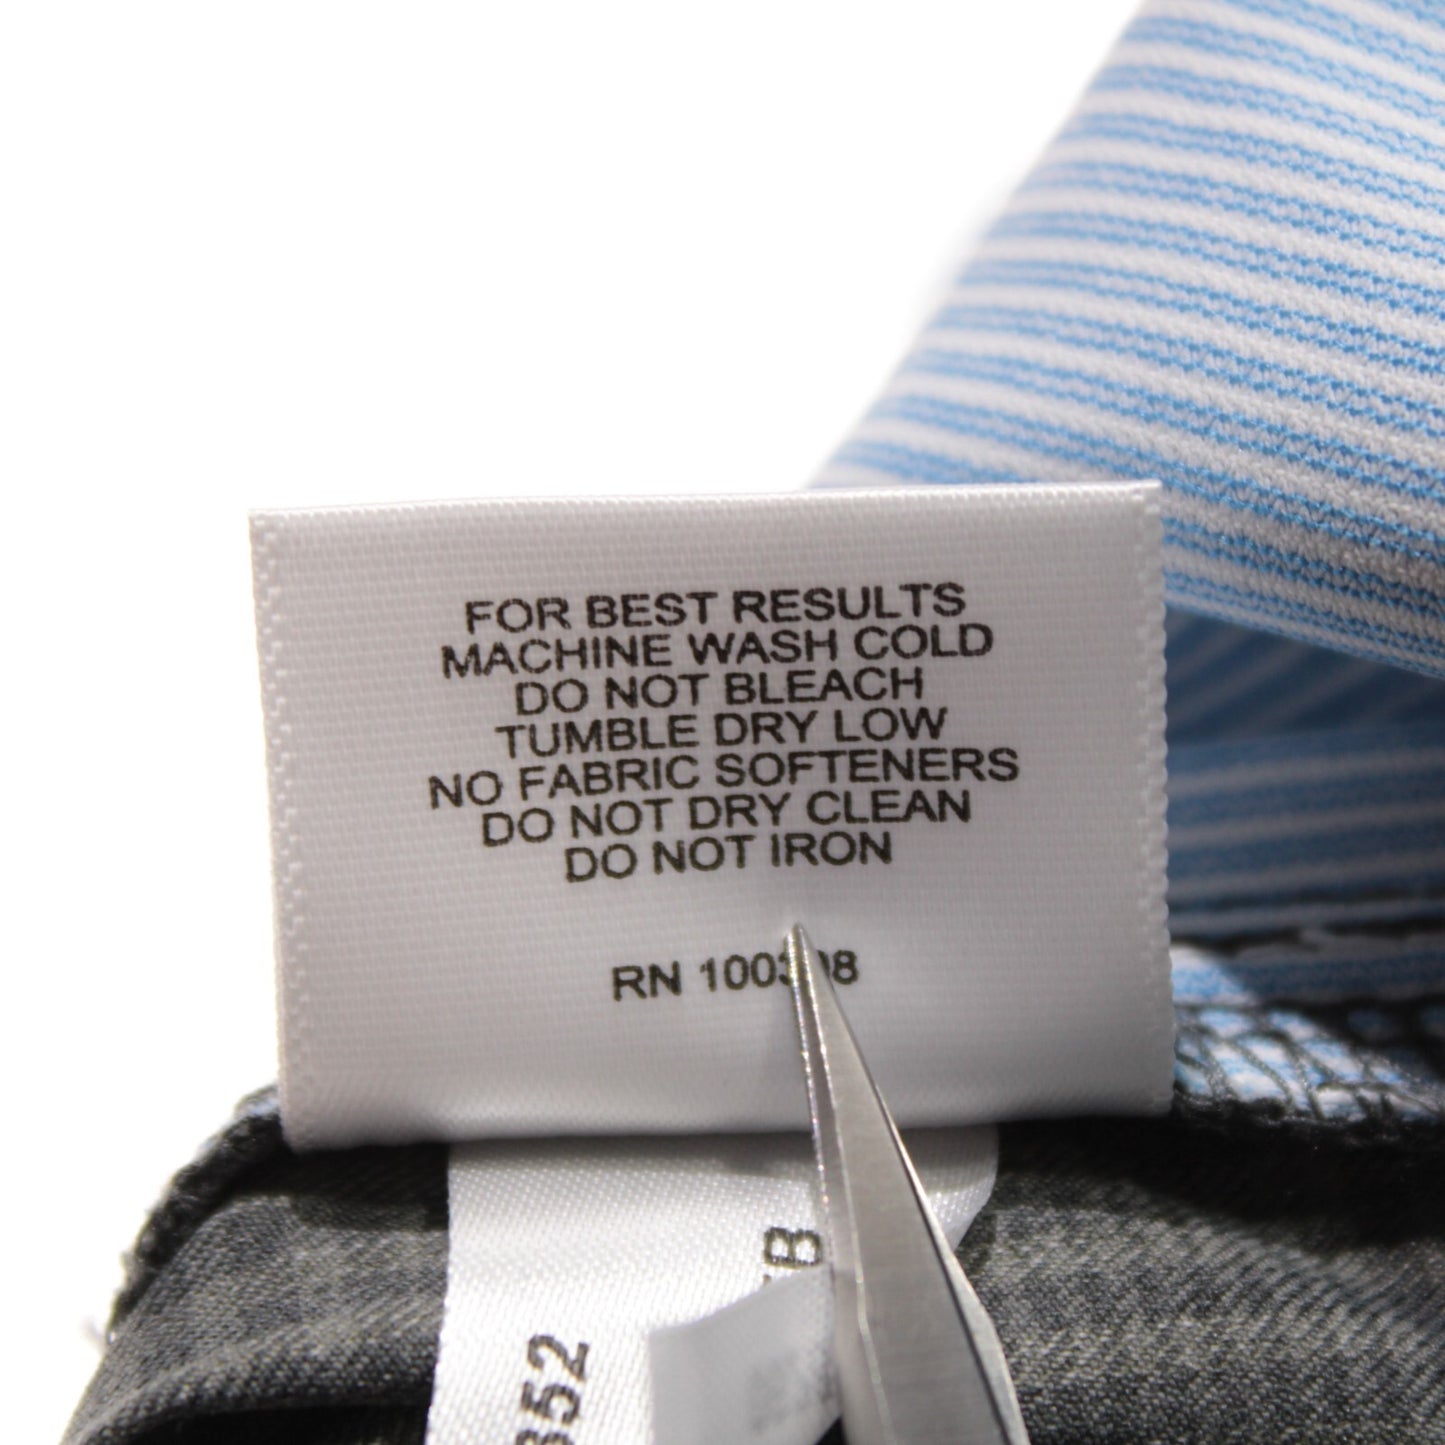 FOR BEST RESULTS
MACHINE WASH COLD
DO NOT BLEACH
TUMBLE DRY LOW
NO FABRIC SOFTENERS
DO NOT DRY CLEAN
DO NOT IRON
RN